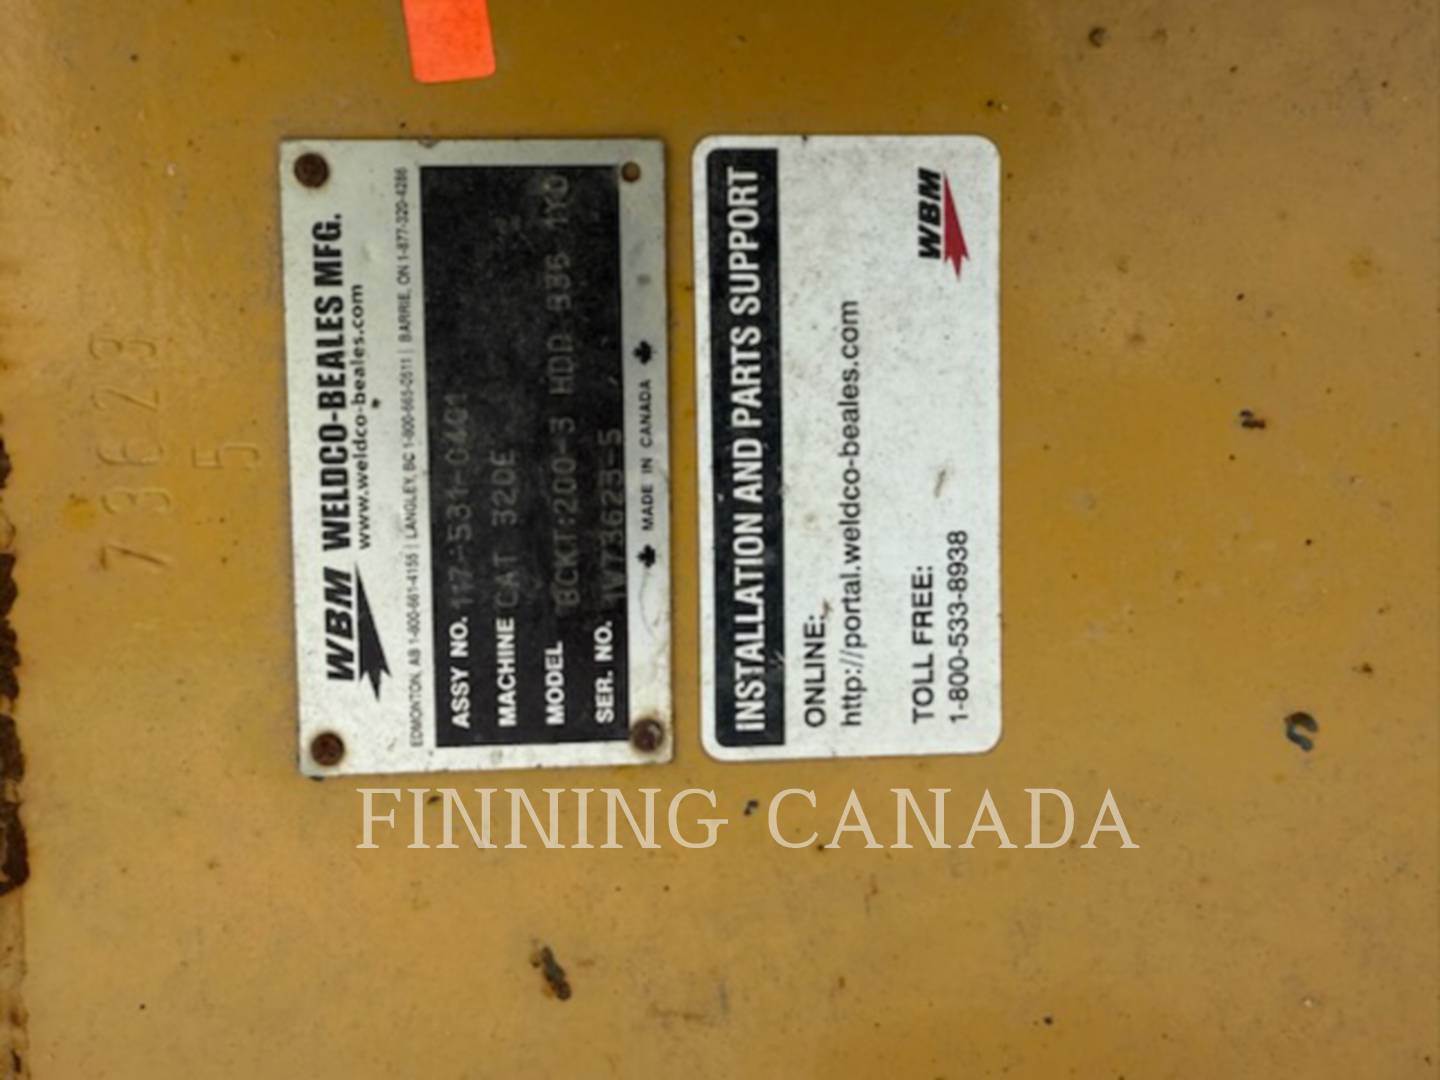 73623
5
WBM WELDCO-BEALES MFG.
www.weldco-beales.com
EDMONTON, AB 1-800-661-4155 | LANGLEY, BC 1-800-665-0511 | BARRIE, ON 1-877-320-4286
ASSY NO. 117-531-0401
MACHINE CAT 320E
MODEL BCKT:200-3 HDD
SER. NO. 1W73623-5
MADE IN CANADA
INSTALLATION AND PARTS SUPPORT
ONLINE:
http://portal.weldco-beales.com
TOLL FREE:
1-800-533-8938
WBM
FINNING CANADA